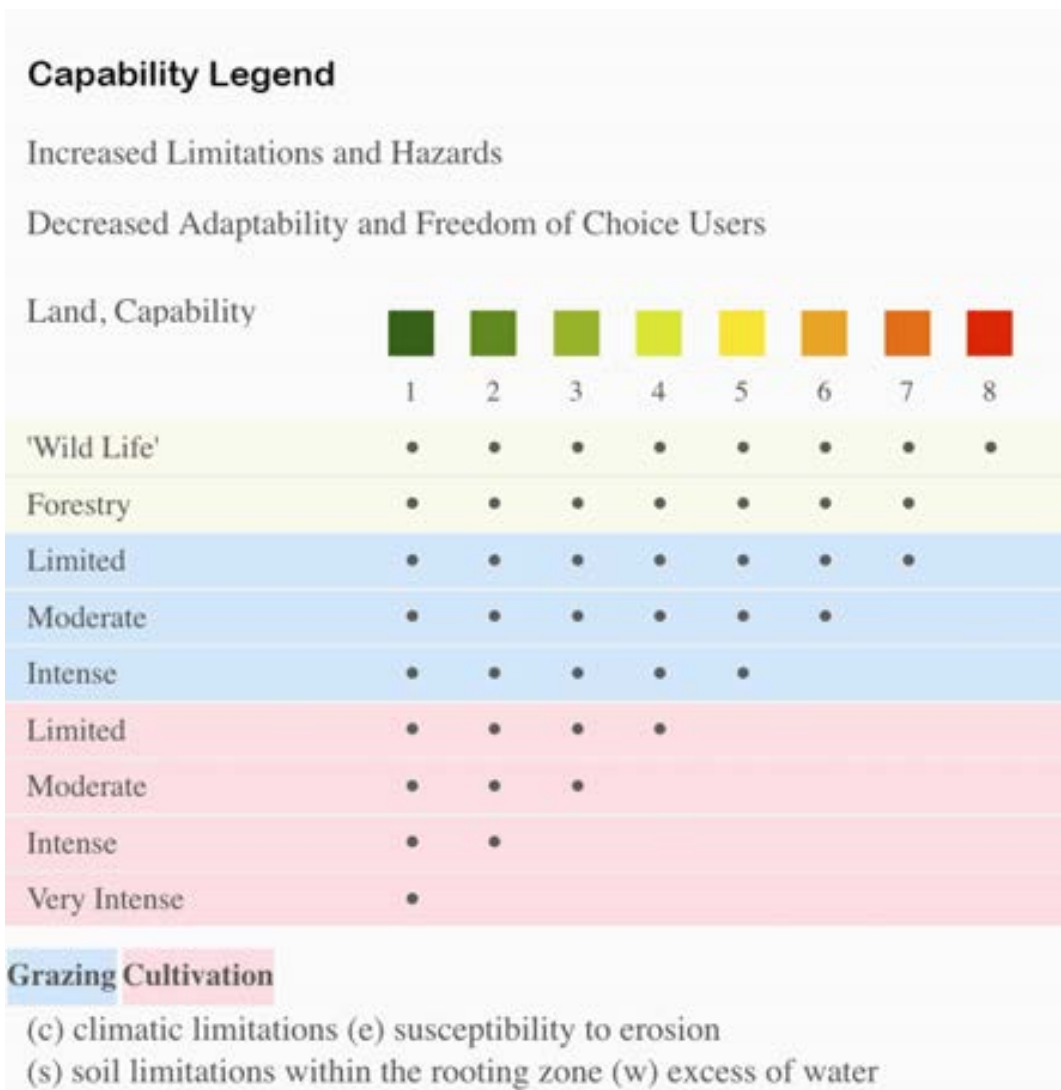 Capability Legend
Increased Limitations and Hazards
Decreased Adaptability and Freedom of Choice Users
Land, Capability
1 2 3 4 5 6 7 8
'Wild Life' • • • • • • • •
Forestry • • • • • • •
Limited • • • • • • •
Moderate • • • • • •
Intense • • • • •
Limited • • • •
Moderate • • •
Intense • •
Very Intense •
Grazing Cultivation
(c) climatic limitations (e) susceptibility to erosion
(s) soil limitations within the rooting zone (w) excess of water